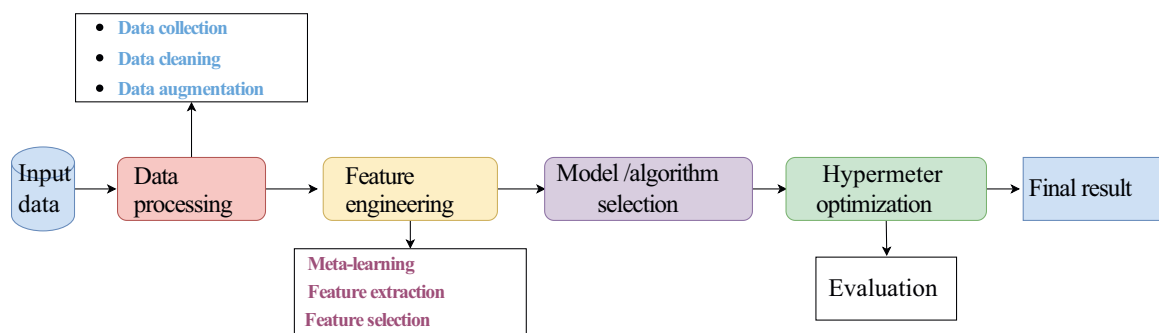 • Data collection
• Data cleaning
• Data augmentation
Input
data
Data
processing
Feature
engineering
Model /algorithm
selection
Hypermeter
optimization
Final result
Meta-learning
Feature extraction
Feature selection
Evaluation